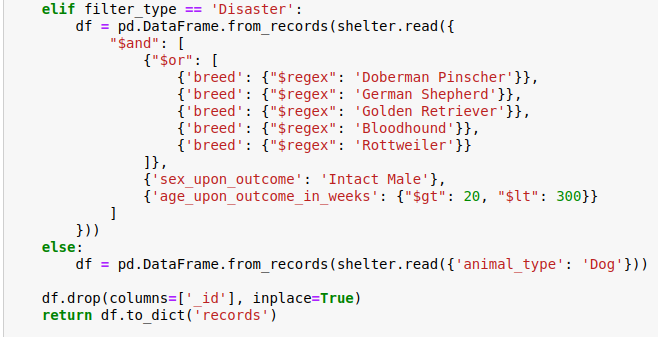 elif filter_type == 'Disaster':
    df = pd.DataFrame.from_records(shelter.read({
        "$and": [
            {"$or": [
                {'breed': {"$regex": 'Doberman Pinscher'}},
                {'breed': {"$regex": 'German Shepherd'}},
                {'breed': {"$regex": 'Golden Retriever'}},
                {'breed': {"$regex": 'Bloodhound'}},
                {'breed': {"$regex": 'Rottweiler'}}
            ]},
            {'sex_upon_outcome': 'Intact Male'},
            {'age_upon_outcome_in_weeks': {"$gt": 20, "$lt": 300}}
        ]
    }))
else:
    df = pd.DataFrame.from_records(shelter.read({'animal_type': 'Dog'}))

df.drop(columns=['_id'], inplace=True)
return df.to_dict('records')